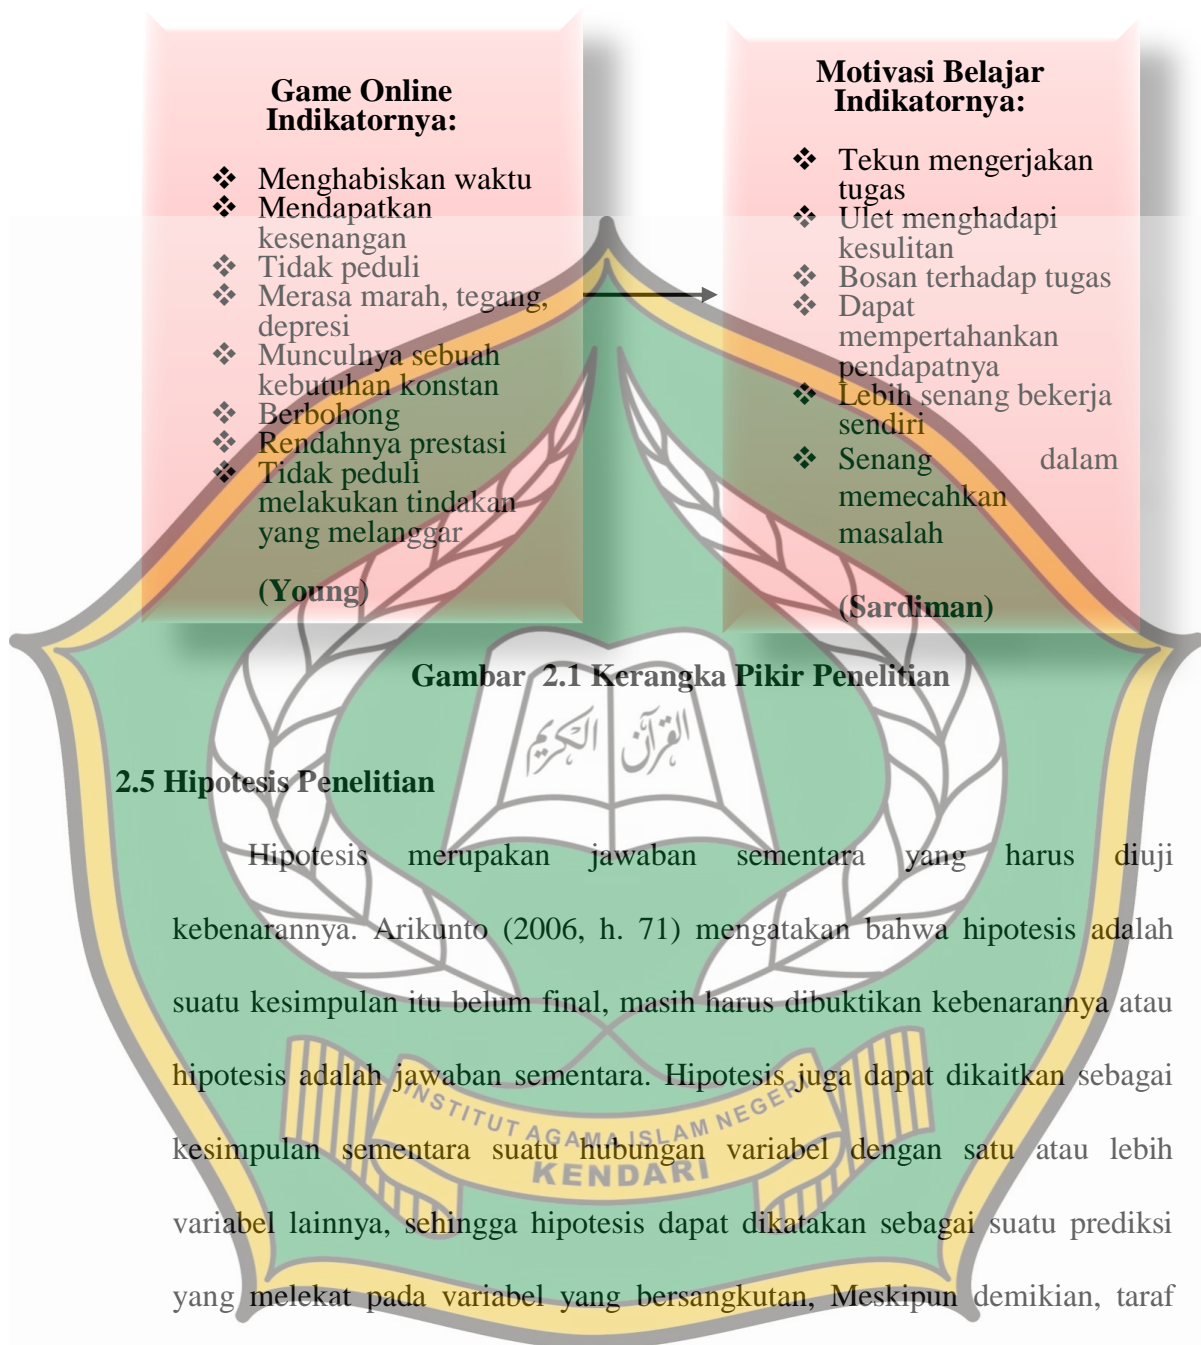 Game Online
Indikatornya:
❖ Menghabiskan waktu
❖ Mendapatkan
kesenangan
❖ Tidak peduli
❖ Merasa marah, tegang,
depresi
❖ Munculnya sebuah
kebutuhan konstan
❖ Berbohong
❖ Rendahnya prestasi
❖ Tidak peduli
melakukan tindakan
yang melanggar
(Young)
Motivasi Belajar
Indikatornya:
❖ Tekun mengerjakan
tugas
❖ Ulet menghadapi
kesulitan
❖ Bosan terhadap tugas
❖ Dapat
mempertahankan
pendapatnya
❖ Lebih senang bekerja
sendiri
❖ Senang dalam
memecahkan
masalah
(Sardiman)
Gambar 2.1 Kerangka Pikir Penelitian
القرآن الكريم
2.5 Hipotesis Penelitian
Hipotesis merupakan jawaban sementara yang harus diuji
kebenarannya. Arikunto (2006, h. 71) mengatakan bahwa hipotesis adalah
suatu kesimpulan itu belum final, masih harus dibuktikan kebenarannya atau
hipotesis adalah jawaban sementara. Hipotesis juga dapat dikaitkan sebagai
kesimpulan sementara suatu hubungan variabel dengan satu atau lebih
variabel lainnya, sehingga hipotesis dapat dikatakan sebagai suatu prediksi
yang melekat pada variabel yang bersangkutan, Meskipun demikian, taraf
INSTITUT AGAMA ISLAM NEGERI
KENDARI